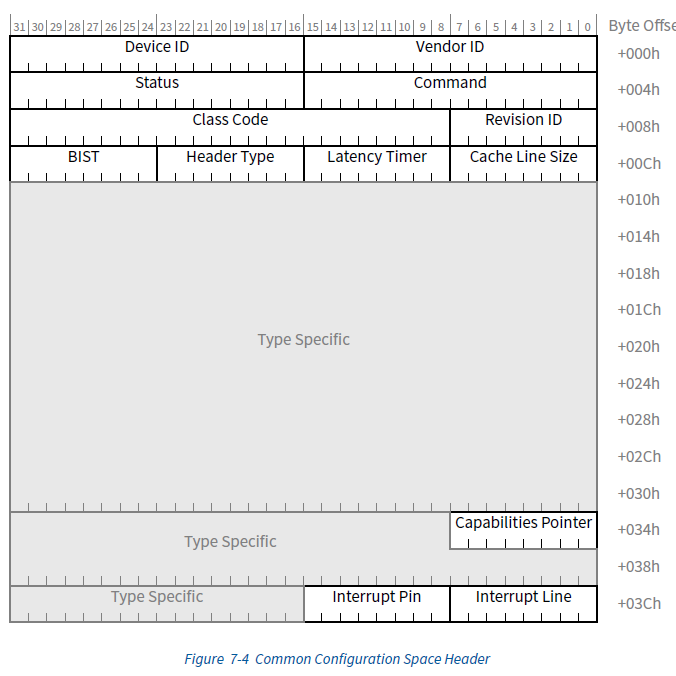 31 30 29 28 27 26 25 24 23 22 21 20 19 18 17 16 15 14 13 12 11 10 9 8 7 6 5 4 3 2 1 0 Byte Offse
Device ID Vendor ID +000h
Status Command +004h
Class Code Revision ID +008h
BIST Header Type Latency Timer Cache Line Size +00Ch
+010h
+014h
+018h
+01Ch
Type Specific +020h
+024h
+028h
+02Ch
+030h
Capabilities Pointer +034h
Type Specific
+038h
Type Specific Interrupt Pin Interrupt Line +03Ch
Figure 7-4 Common Configuration Space Header